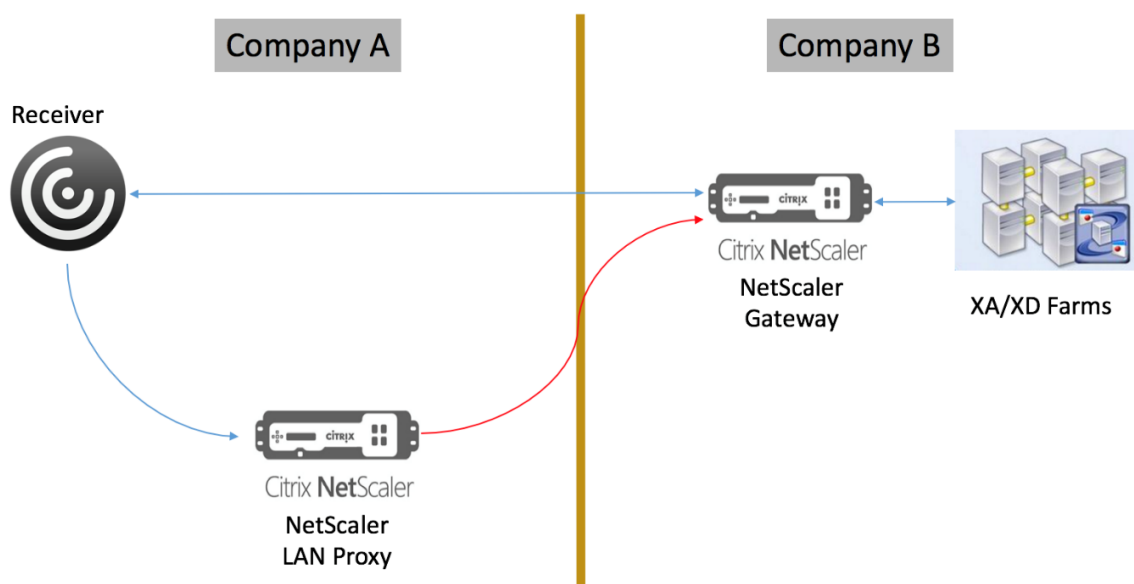 Company A
Company B
Receiver
CITRIX
Citrix NetScaler
NetScaler
Gateway
XA/XD Farms
CITRIX
Citrix NetScaler
NetScaler
LAN Proxy